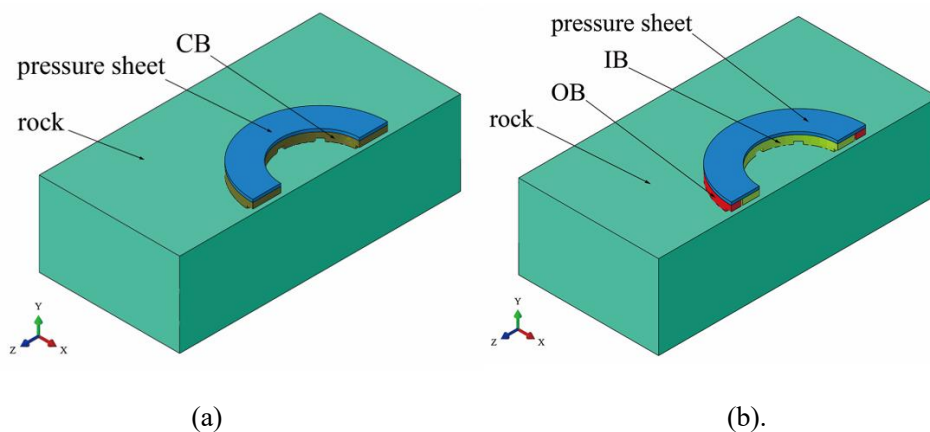 CB
pressure sheet
rock
Y
Z
X
(a)
pressure sheet
IB
OB
rock
Y
Z
X
(b).